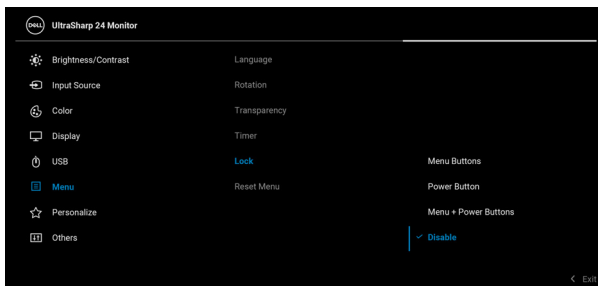 DELL UltraSharp 24 Monitor
Brightness/Contrast Language
Input Source Rotation
Color Transparency
Display Timer
USB Lock Menu Buttons
Menu Reset Menu Power Button
Personalize Menu + Power Buttons
Others Disable
Exit